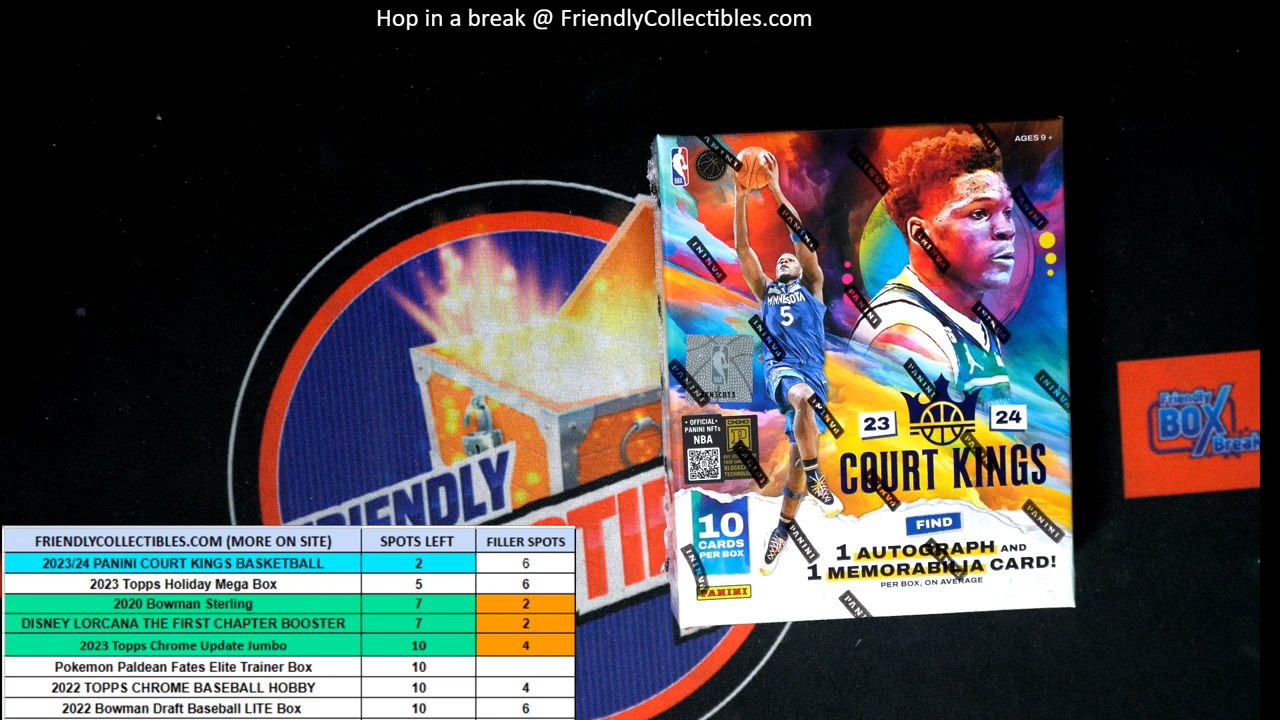 Hop in a break @ FriendlyCollectibles.com
AGES 9 +
NBA
MINNESOTA
5
OFFICIAL
PANINI NFTs
NBA
23 24
COURT KINGS
FIND
1 AUTOGRAPH AND
1 MEMORABILIA CARD!
PER BOX, ON AVERAGE
10
CARDS
PER BOX
PANINI
Friendly
BOX
Break
FRIENDLY
FRIENDLYCOLLECTIBLES.COM (MORE ON SITE) SPOTS LEFT FILLER SPOTS
2023/24 PANINI COURT KINGS BASKETBALL 2 6
2023 Topps Holiday Mega Box 5 6
2020 Bowman Sterling 7 2
DISNEY LORCANA THE FIRST CHAPTER BOOSTER 7 2
2023 Topps Chrome Update Jumbo 10 4
Pokemon Paldean Fates Elite Trainer Box 10
2022 TOPPS CHROME BASEBALL HOBBY 10 4
2022 Bowman Draft Baseball LITE Box 10 6